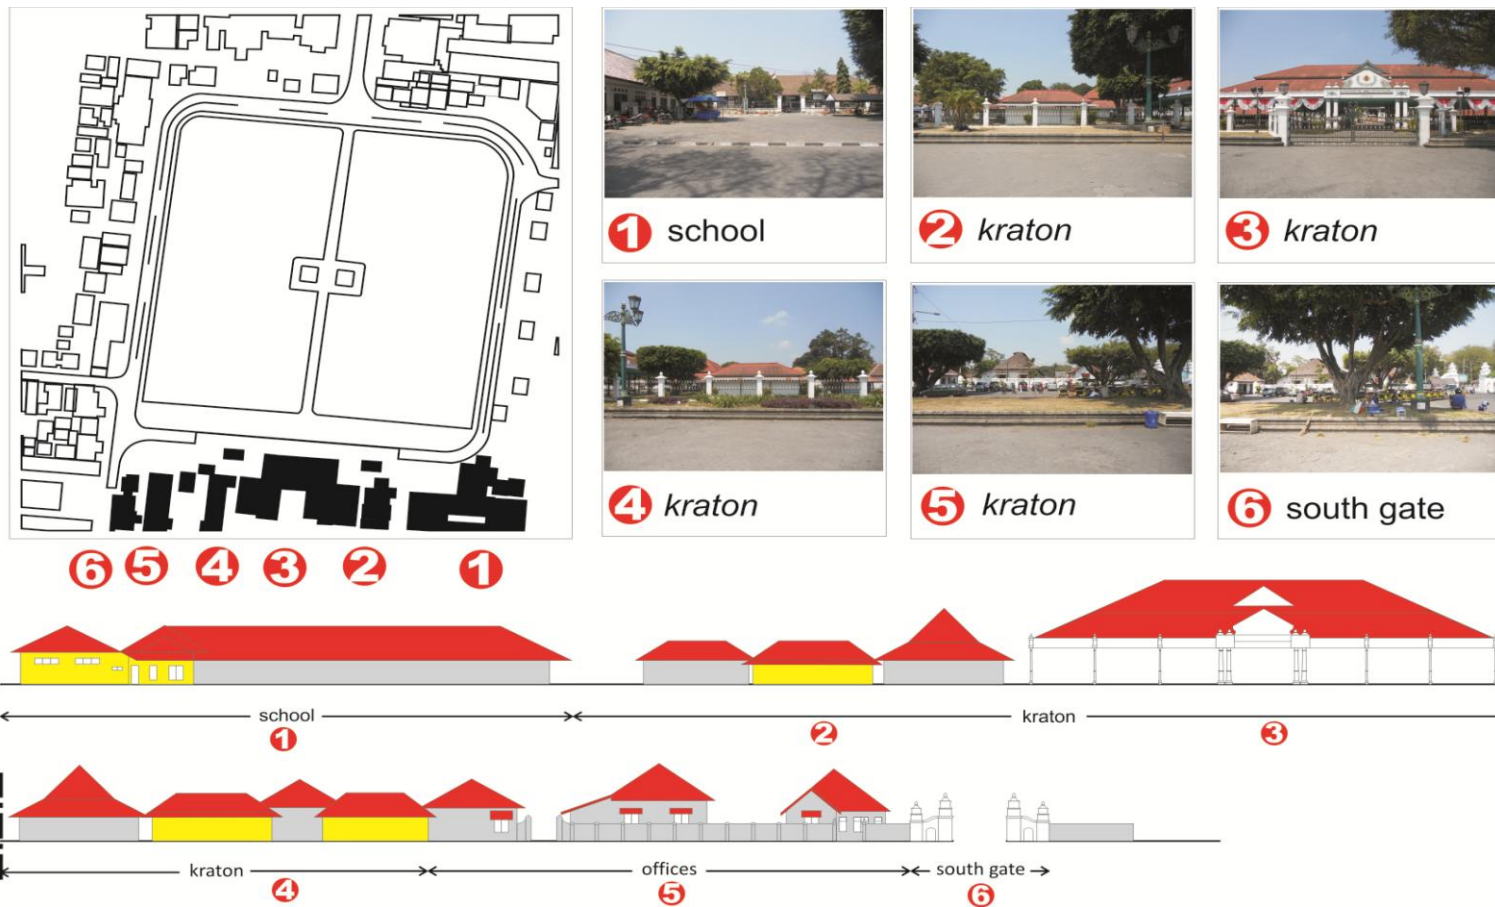 1 school
2 kraton
3 kraton
4 kraton
5 kraton
6 south gate
6 5 4 3 2 1
school kraton
1 2 3
kraton offices south gate
4 5 6